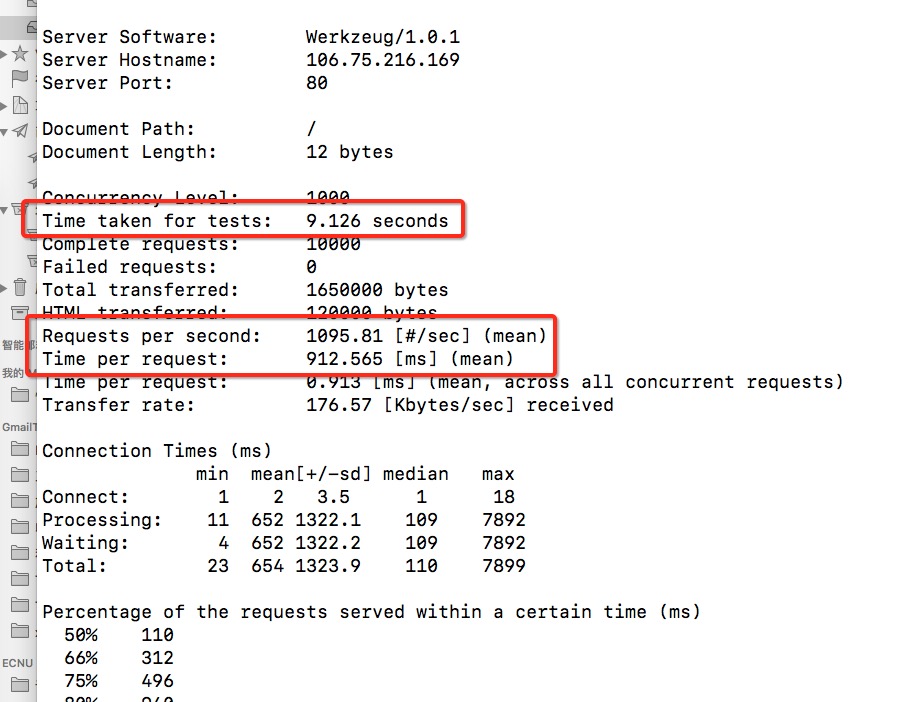 Server Software: Werkzeug/1.0.1
Server Hostname: 106.75.216.169
Server Port: 80
Document Path: /
Document Length: 12 bytes
Concurrency Level: 1000
Time taken for tests: 9.126 seconds
Complete requests: 10000
Failed requests: 0
Total transferred: 1650000 bytes
HTML transferred: 120000 bytes
Requests per second: 1095.81 [#/sec] (mean)
智能
Time per request: 912.565 [ms] (mean)
我的
Time per request: 0.913 [ms] (mean, across all concurrent requests)
Transfer rate: 176.57 [Kbytes/sec] received
Gmail
Connection Times (ms)
min mean[+/-sd] median max
Connect: 1 2 3.5 1 18
Processing: 11 652 1322.1 109 7892
Waiting: 4 652 1322.2 109 7892
Total: 23 654 1323.9 110 7899
Percentage of the requests served within a certain time (ms)
50% 110
66% 312
ECNU
75% 496
80% 960